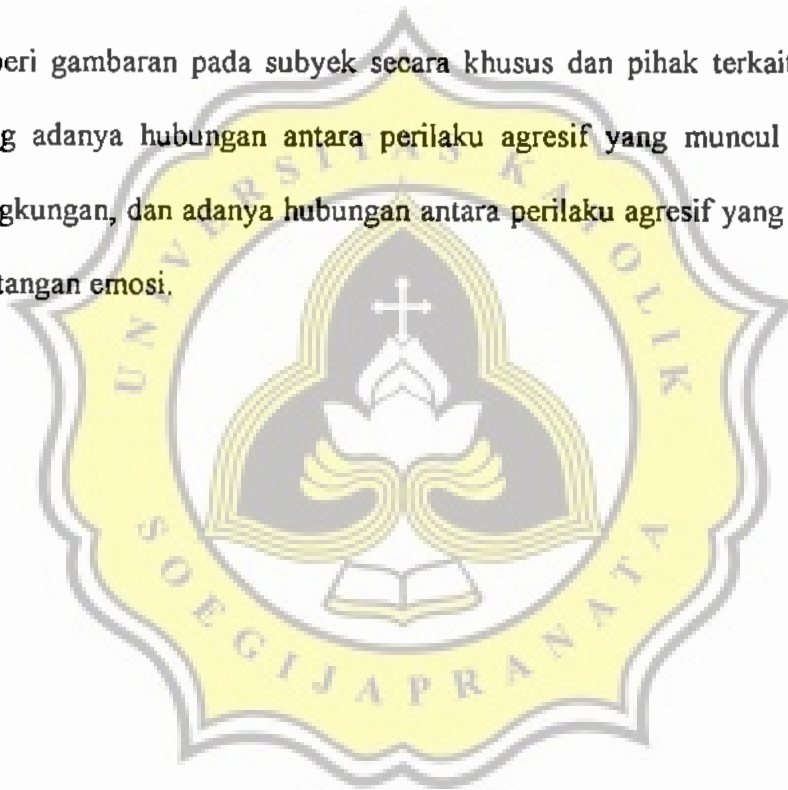 beri gambaran pada subyek secara khusus dan pihak terkait
g adanya hubungan antara perilaku agresif yang muncul
gkungan, dan adanya hubungan antara perilaku agresif yang
tangan emosi.
UNIVERSITAS KATOLIK
SOEGIJAPRANATA